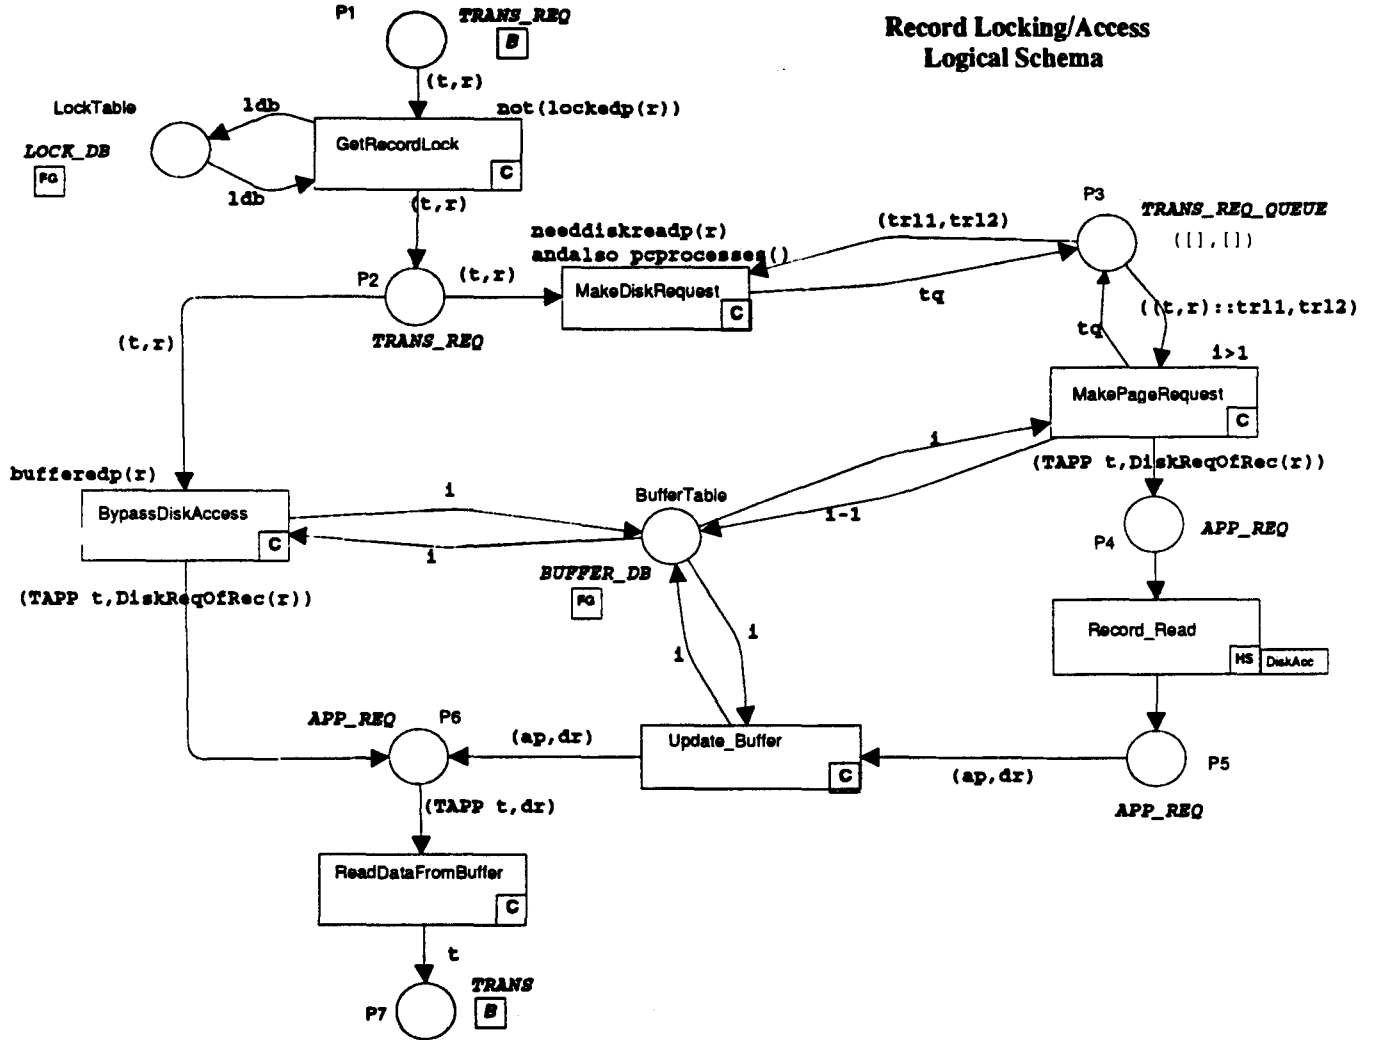 P1
TRANS_REQ
B
Record Locking/Access
Logical Schema
(t,r)
LockTable
ldb
not(lockedp(r))
GetRecordLock
C
LOCK_DB
FG
ldb
(t,r)
P3
TRANS_REQ_QUEUE
([],[])
needdiskreadp(r)
andalso pcprocesses()
(trl1,trl2)
P2
(t,r)
MakeDiskRequest
C
tq
TRANS_REQ
(t,r)
tq
((t,r)::trl1,trl2)
i>1
MakePageRequest
C
i
(TAPP t,DiskReqOfRec(r))
bufferedp(r)
BypassDiskAccess
C
i
i
BufferTable
i-1
BUFFER_DB
FG
P4
APP_REQ
(TAPP t,DiskReqOfRec(r))
i
i
Record_Read
HS
DiskAcc
APP_REQ
P6
(ap,dr)
Update_Buffer
C
(ap,dr)
P5
APP_REQ
(TAPP t,dr)
ReadDataFromBuffer
C
t
P7
TRANS
B